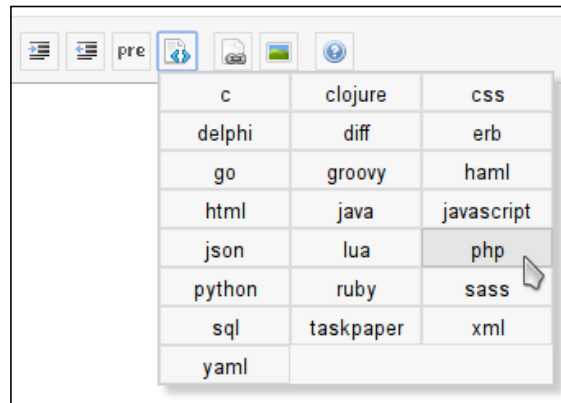 pre
c clojure css
delphi diff erb
go groovy haml
html java javascript
json lua php
python ruby sass
sql taskpaper xml
yaml